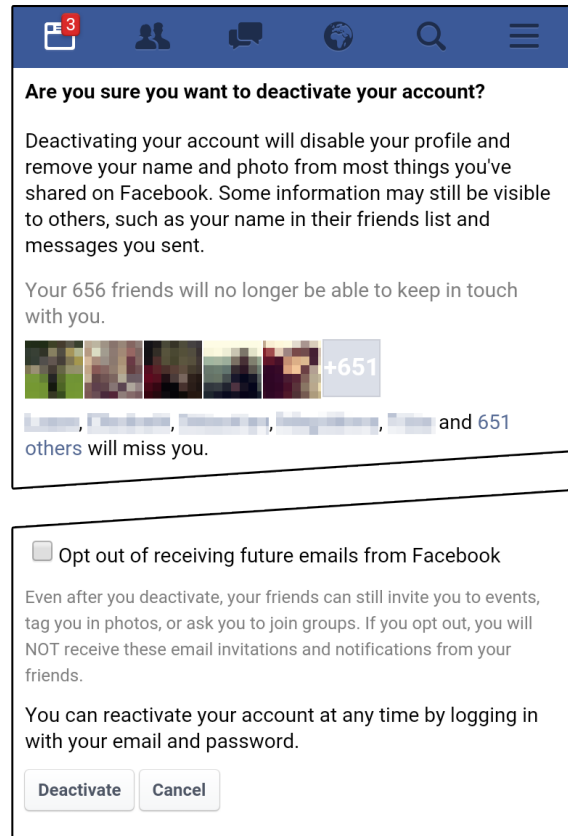 3
Are you sure you want to deactivate your account?
Deactivating your account will disable your profile and
remove your name and photo from most things you've
shared on Facebook. Some information may still be visible
to others, such as your name in their friends list and
messages you sent.
Your 656 friends will no longer be able to keep in touch
with you.
+651
, , , , and 651
others will miss you.
Opt out of receiving future emails from Facebook
Even after you deactivate, your friends can still invite you to events,
tag you in photos, or ask you to join groups. If you opt out, you will
NOT receive these email invitations and notifications from your
friends.
You can reactivate your account at any time by logging in
with your email and password.
Deactivate Cancel